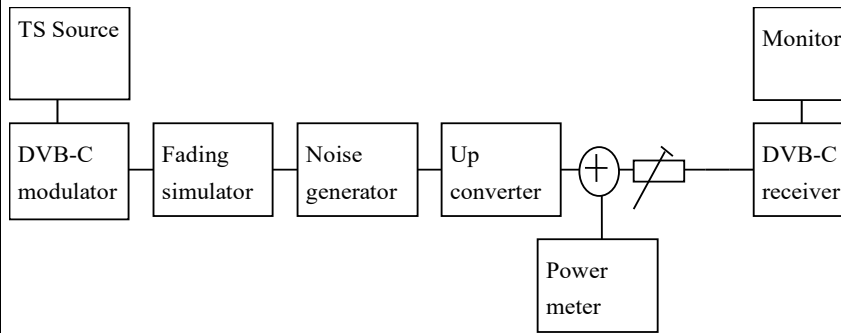 TS Source
Monitor
DVB-C
modulator
Fading
simulator
Noise
generator
Up
converter
DVB-C
receiver
Power
meter